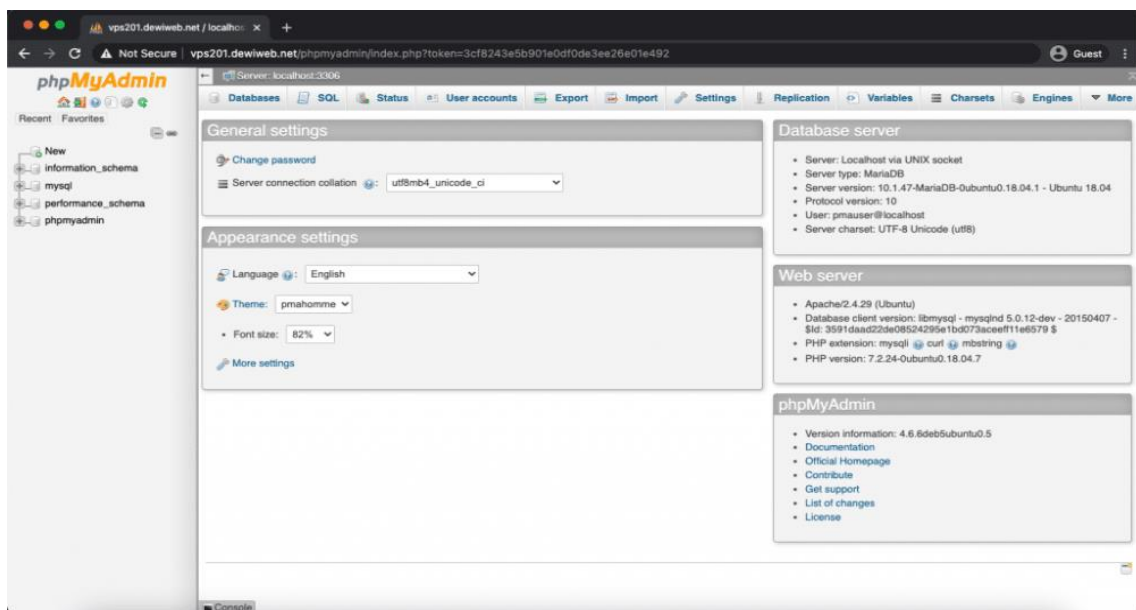 vps201.dewiweb.net / localhos
Not Secure
vps201.dewiweb.net/phpmyadmin/index.php?token=3cf8243e5b901e0df0de3ee26e01e492
Guest
phpMyAdmin
Recent Favorites
New
information_schema
mysql
performance_schema
phpmyadmin
Server: localhost:3306
Databases SQL Status User accounts Export Import Settings Replication Variables Charsets Engines More
General settings
Change password
Server connection collation : utf8mb4_unicode_ci
Appearance settings
Language : English
Theme: pmahomme
Font size: 82%
More settings
Database server
Server: Localhost via UNIX socket
Server type: MariaDB
Server version: 10.1.47-MariaDB-0ubuntu0.18.04.1 - Ubuntu 18.04
Protocol version: 10
User: pmauser@localhost
Server charset: UTF-8 Unicode (utf8)
Web server
Apache/2.4.29 (Ubuntu)
Database client version: libmysql - mysqlnd 5.0.12-dev - 20150407 -
$Id: 3591daad22de08524295e1bd073aceeff11e6579 $
PHP extension: mysqli curl mbstring
PHP version: 7.2.24-0ubuntu0.18.04.7
phpMyAdmin
Version information: 4.6.6deb5ubuntu0.5
Documentation
Official Homepage
Contribute
Get support
List of changes
License
Console